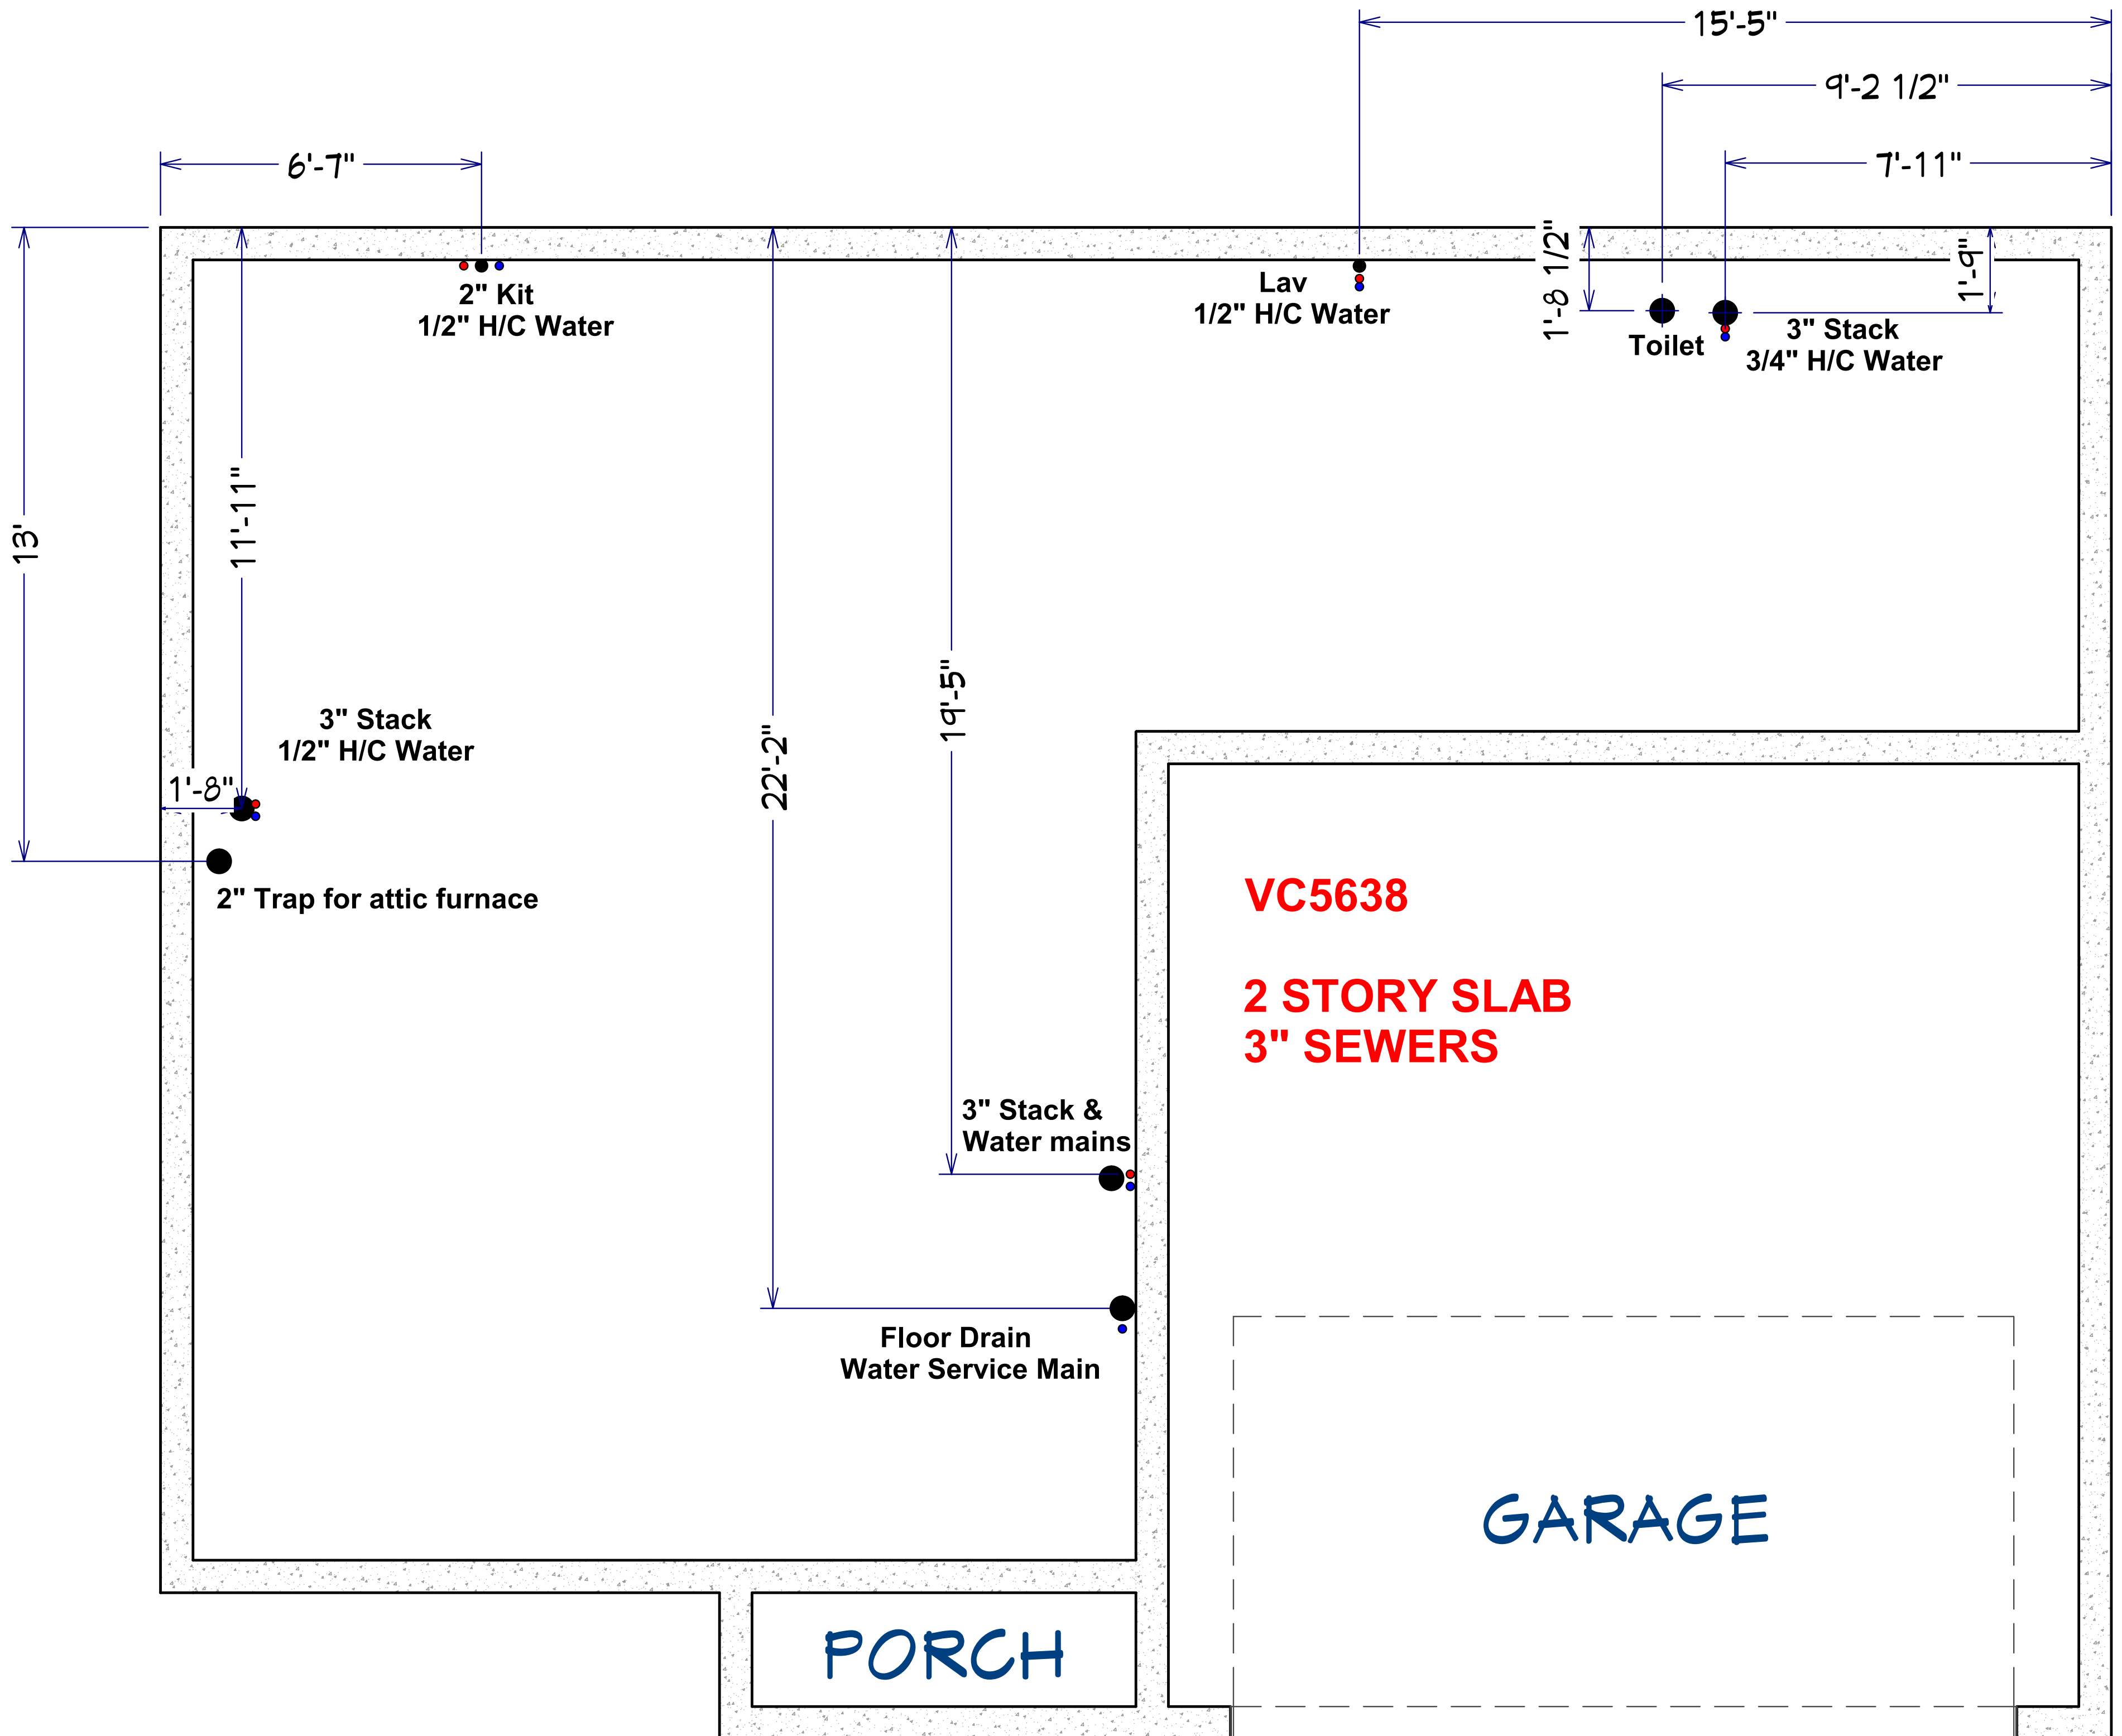 15'-5"
9'-2 1/2"
6'-7"
7'-11"
1'-8 1/2"
1'-9"
2" Kit
1/2" H/C Water
Lav
1/2" H/C Water
Toilet
3" Stack
3/4" H/C Water
13'
11'-11"
19'-5"
22'-2"
3" Stack
1/2" H/C Water
1'-8"
2" Trap for attic furnace
VC5638
2 STORY SLAB
3" SEWERS
3" Stack &
Water mains
Floor Drain
Water Service Main
GARAGE
PORCH